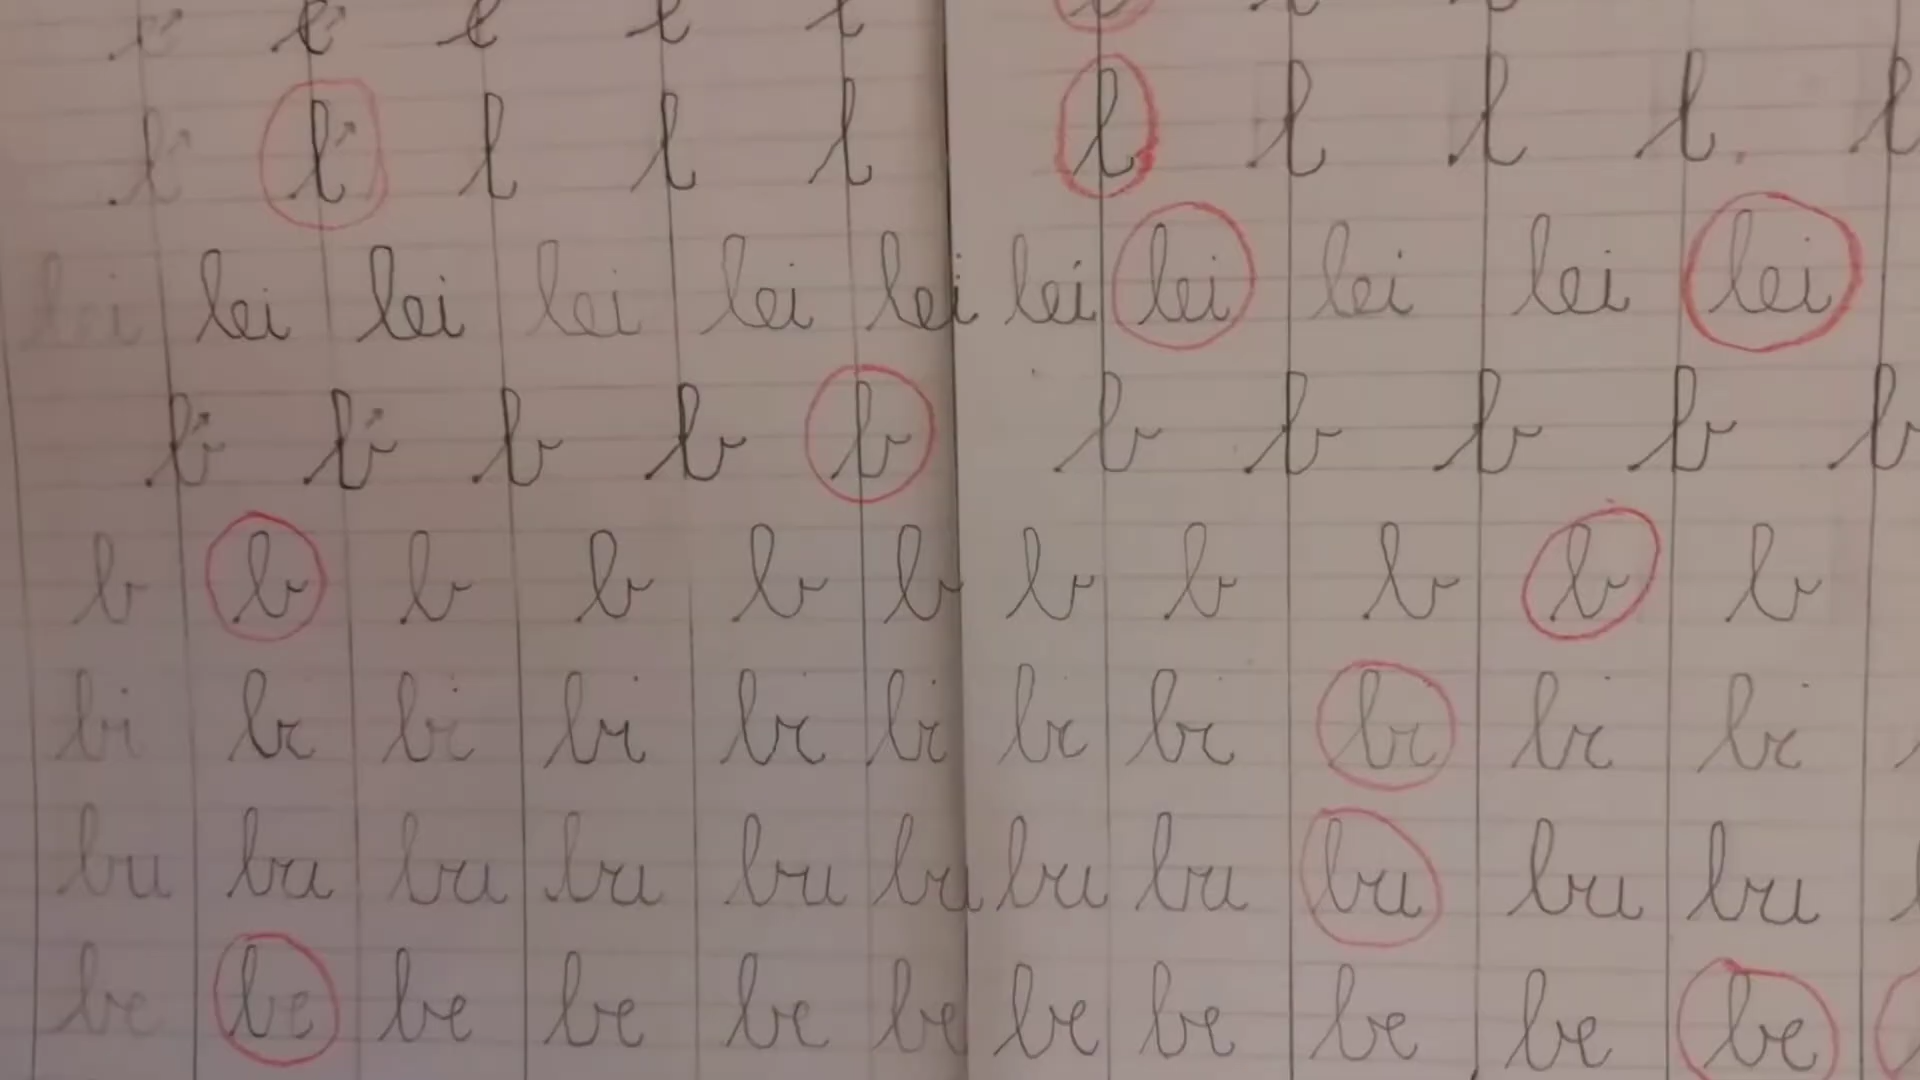 e e e e e e e e
l l l l l l l l l l
lei lei lei lei lei lei lei lei lei lei lei
b b b b b b b b b b
b b b b b b b b b b b
bi bi bi bi bi bi bi bi bi bi bi
bu bu bu bu bu bu bu bu bu bu bu
be be be be be be be be be be be